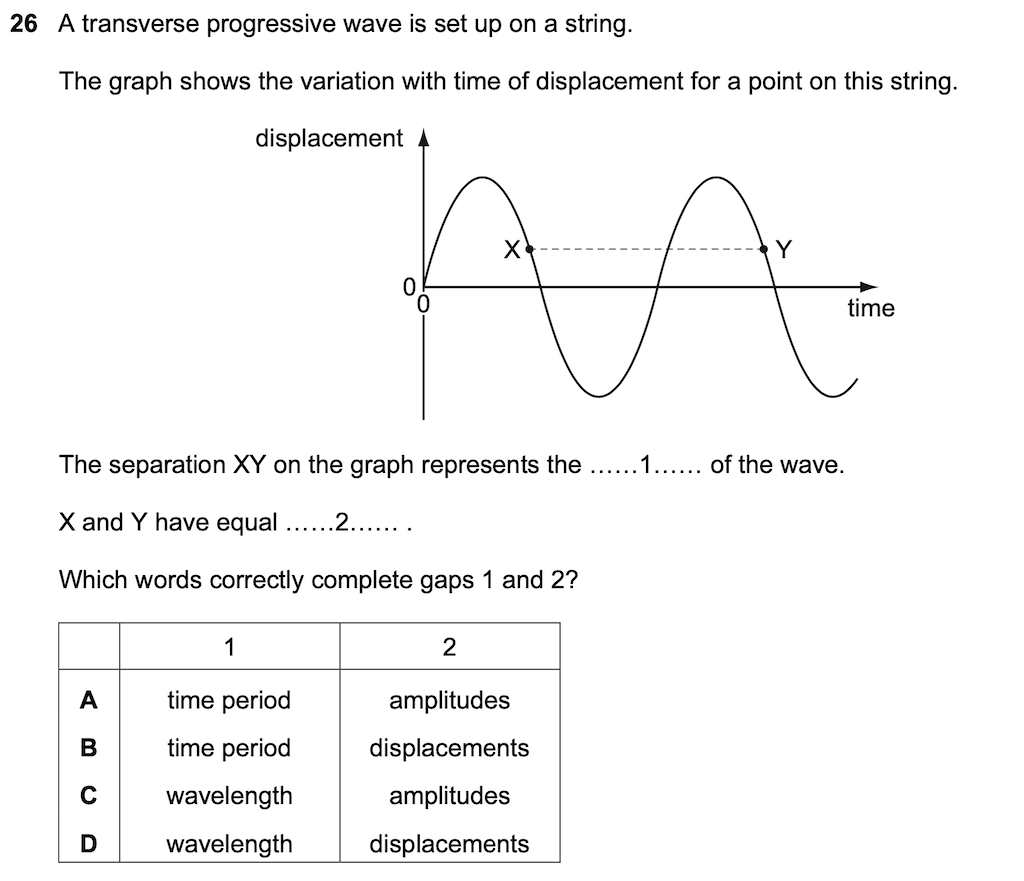 26 A transverse progressive wave is set up on a string.
The graph shows the variation with time of displacement for a point on this string.
displacement
X
Y
0
0
time
The separation XY on the graph represents the ......1...... of the wave.
X and Y have equal ......2...... .
Which words correctly complete gaps 1 and 2?
1 2
A time period amplitudes
B time period displacements
C wavelength amplitudes
D wavelength displacements